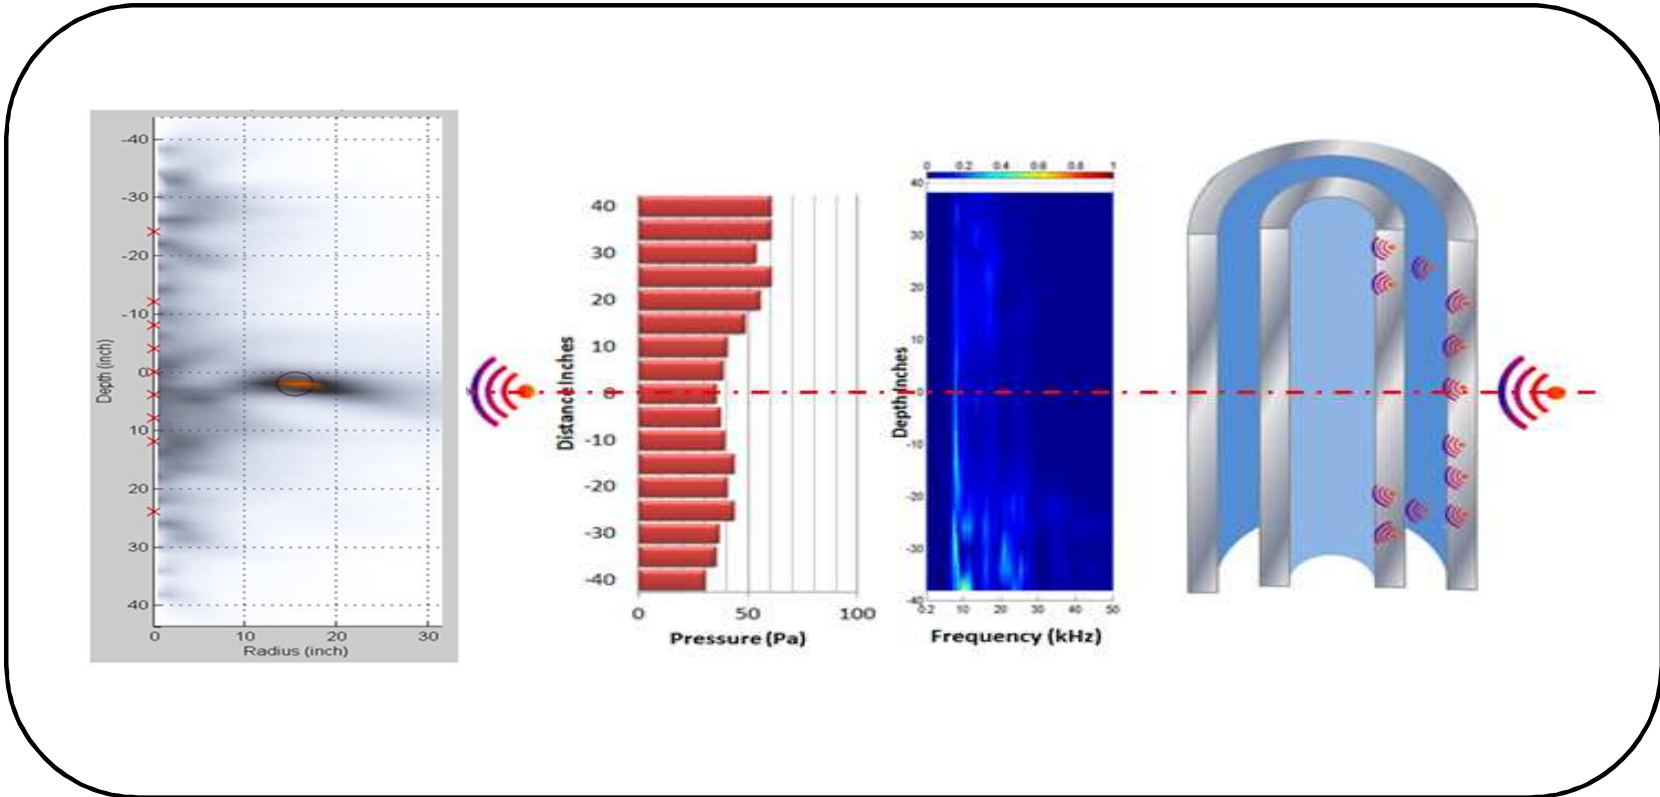 -40
-30
-20
-10
0
10
20
30
40
0 10 20 30
Depth (inch)
Radius (inch)
Distance Inches
40
30
20
10
0
-10
-20
-30
-40
0 50 100
Pressure (Pa)
0 0.2 0.4 0.6 0.8 1
Depth Inches
40
30
20
10
0
-10
-20
-30
-40
0.2 10 20 30 40 50
Frequency (kHz)